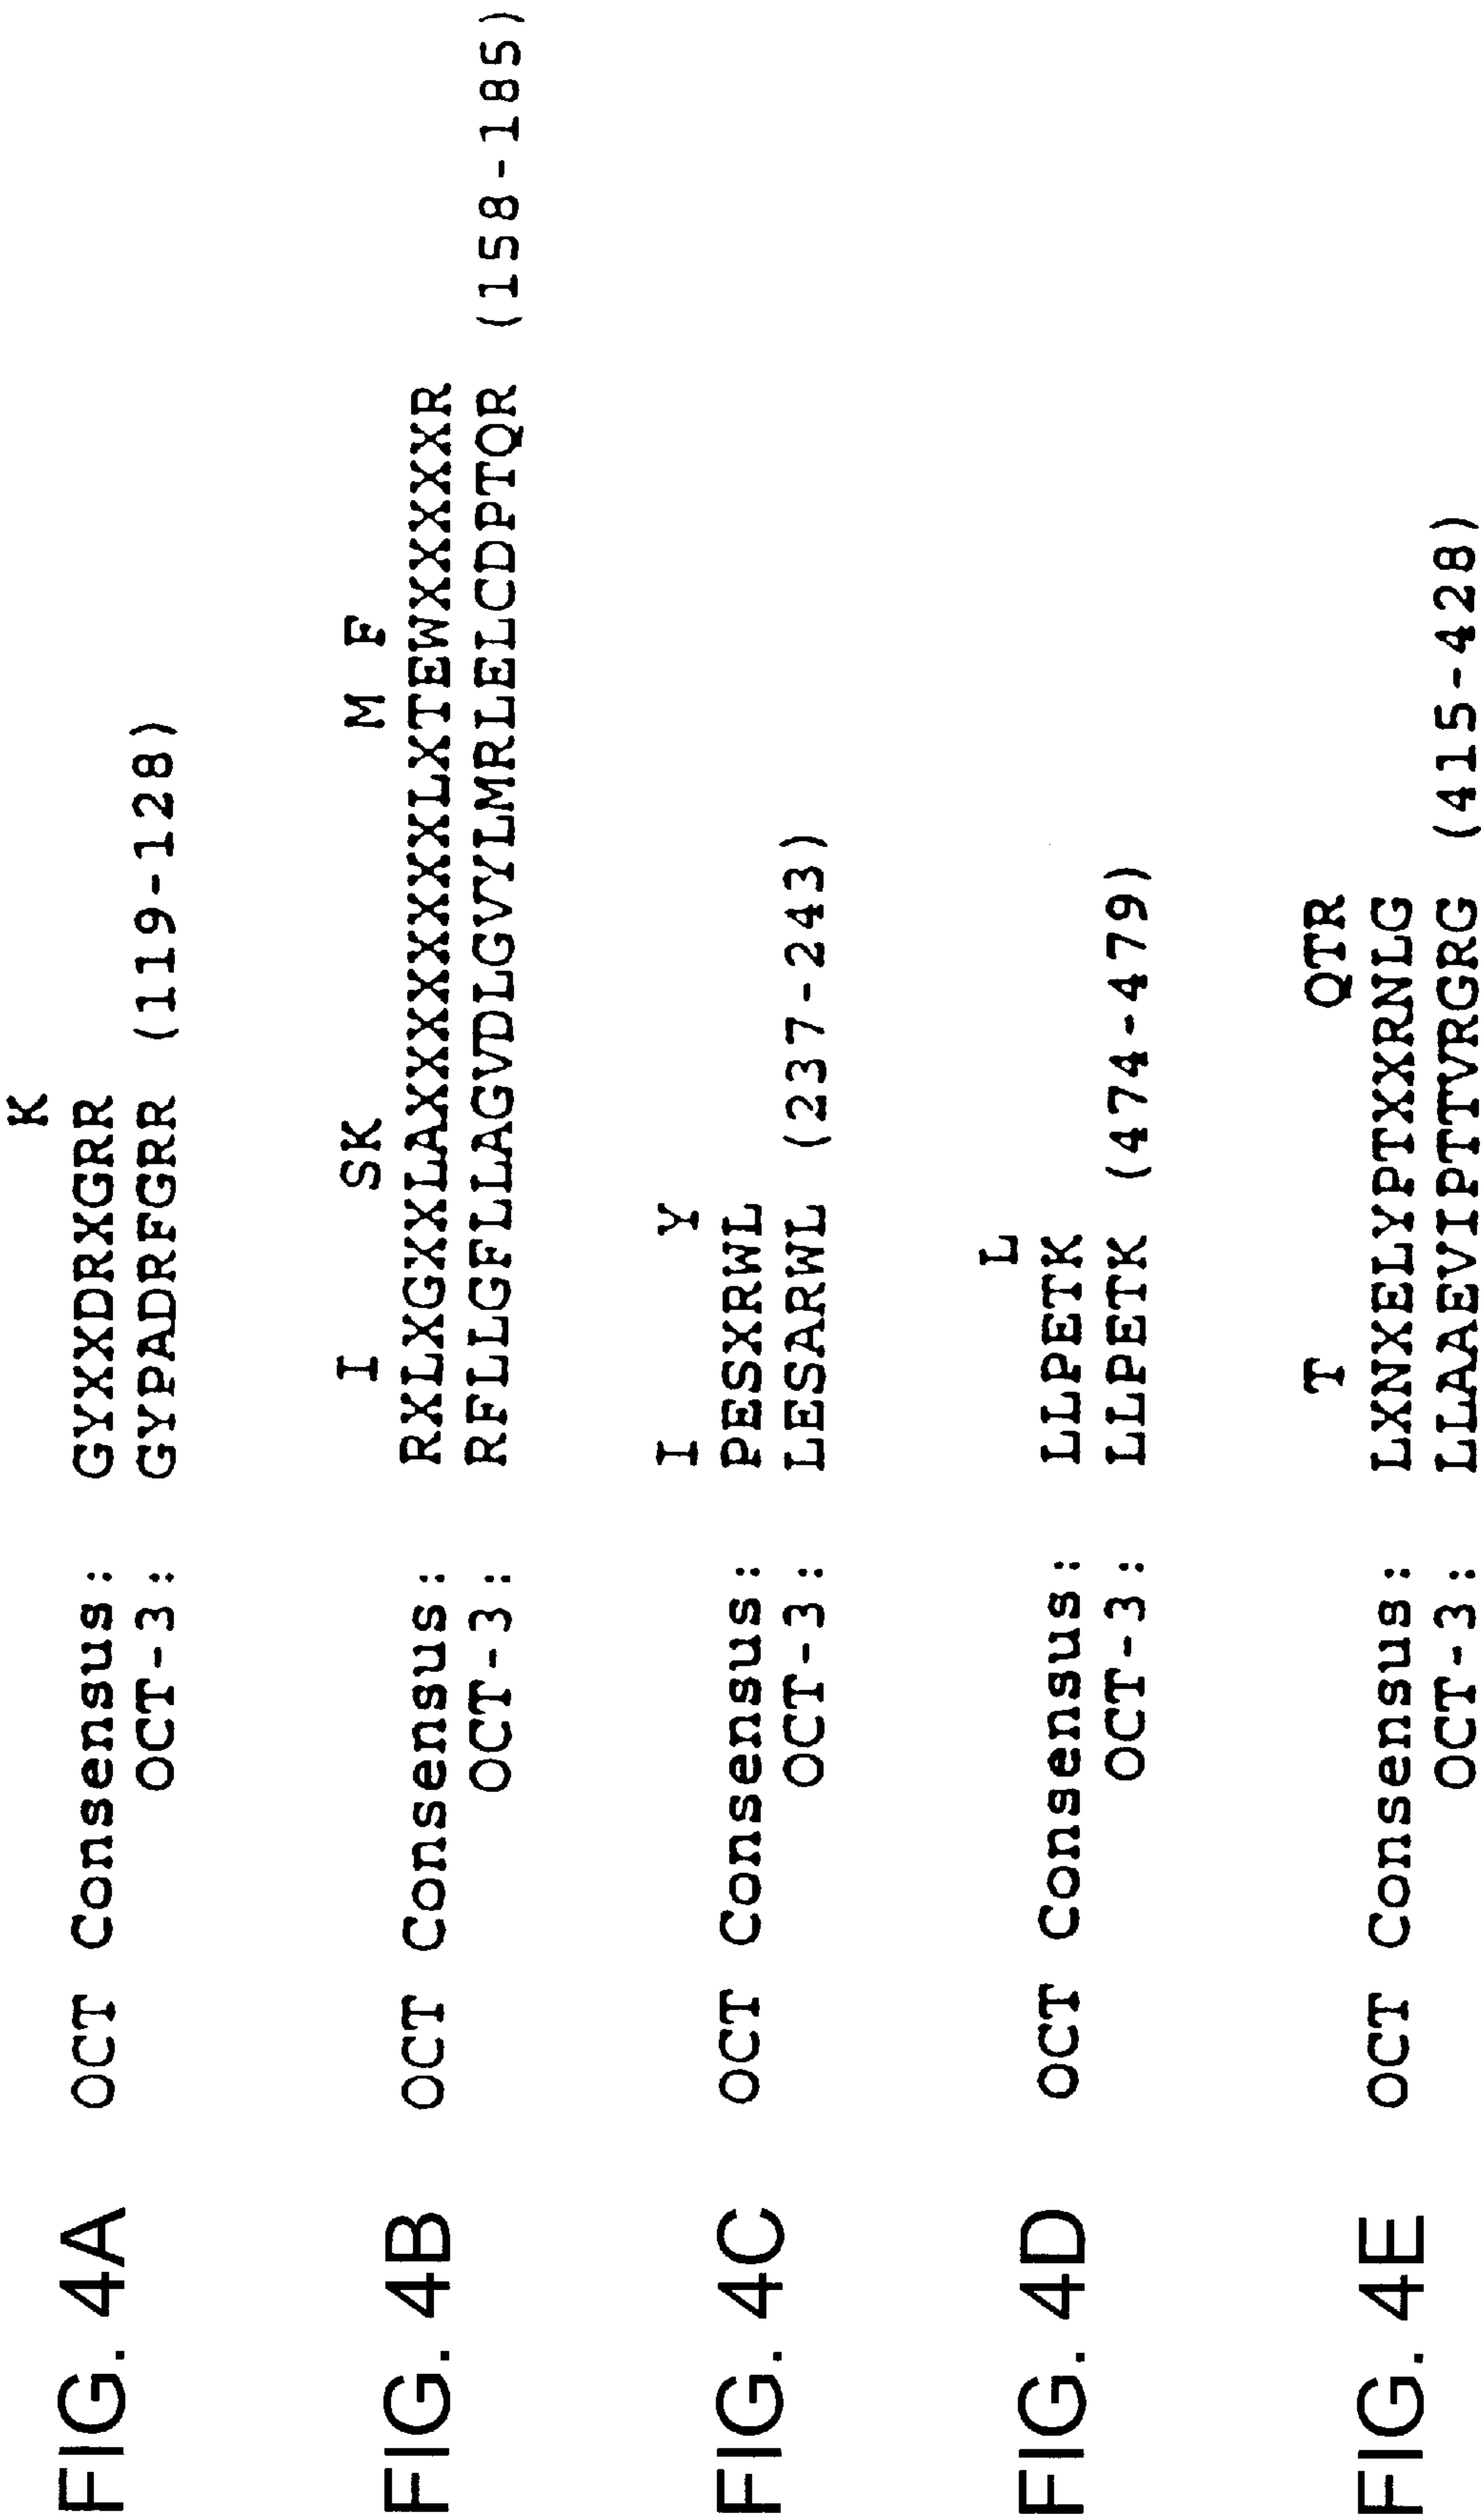 FIG. 4A
K
OCT Consensus: GYXXDRXGRR
OCT-3: GYPADREGRR (119-128)
FIG. 4B
I SK M F
OCT Consensus: RXLXGXXLAXXXXXXXXLXTEWXXXXXR
OCT-3: RFLLGFLLAGVDLGVYLMRLELCDPTQR (158-185)
FIG. 4C
I Y
OCT Consensus: PESXRWL
OCT-3: LESARWL (237-243)
FIG. 4D
L
OCT Consensus: LLPETK
OCT-3: LLPETK (474-479)
FIG. 4E
T QTR
OCT Consensus: LXNXELYPTXXRNLG
OCT-3: LLAAEVIPTTVRGRG (415-428)